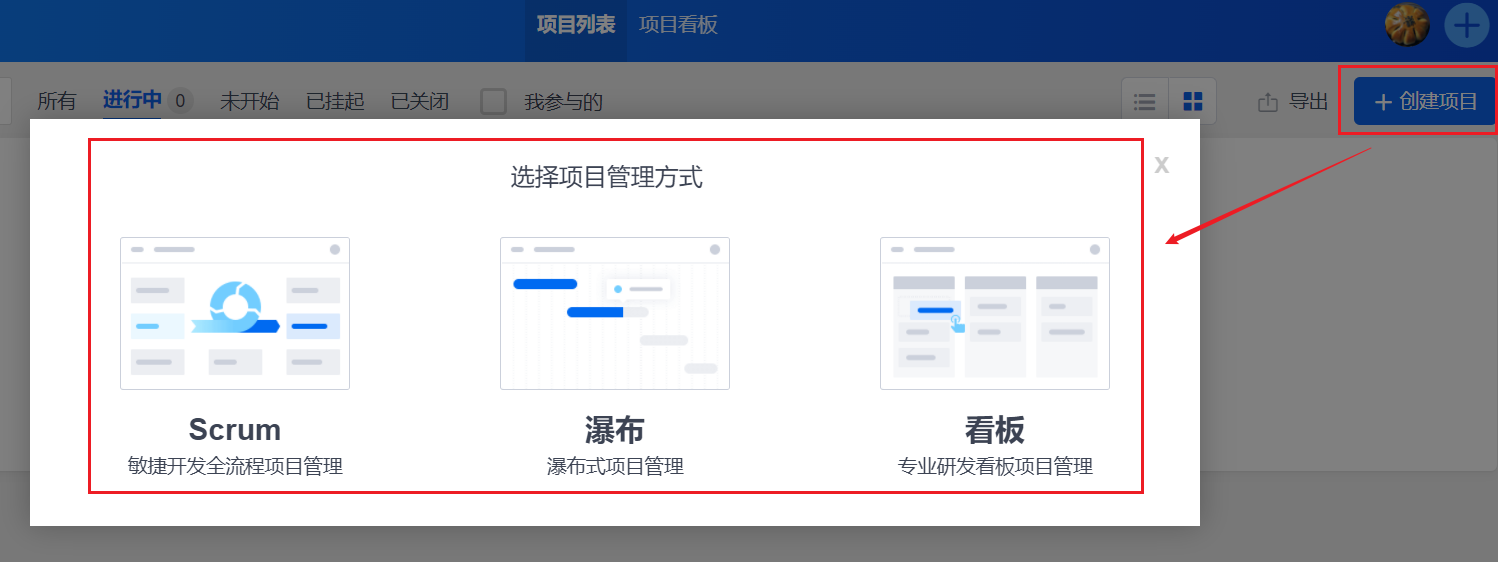 项目列表 项目看板
所有 进行中 0 未开始 已挂起 已关闭 我参与的 导出 + 创建项目
选择项目管理方式 X
Scrum 瀑布 看板
敏捷开发全流程项目管理 瀑布式项目管理 专业研发看板项目管理